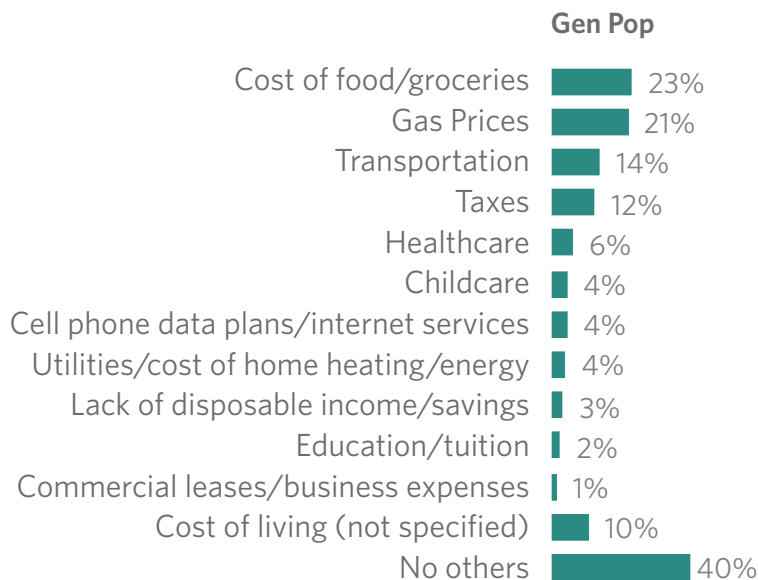 Gen Pop
Cost of food/groceries 23%
Gas Prices 21%
Transportation 14%
Taxes 12%
Healthcare 6%
Childcare 4%
Cell phone data plans/internet services 4%
Utilities/cost of home heating/energy 4%
Lack of disposable income/savings 3%
Education/tuition 2%
Commercial leases/business expenses 1%
Cost of living (not specified) 10%
No others 40%